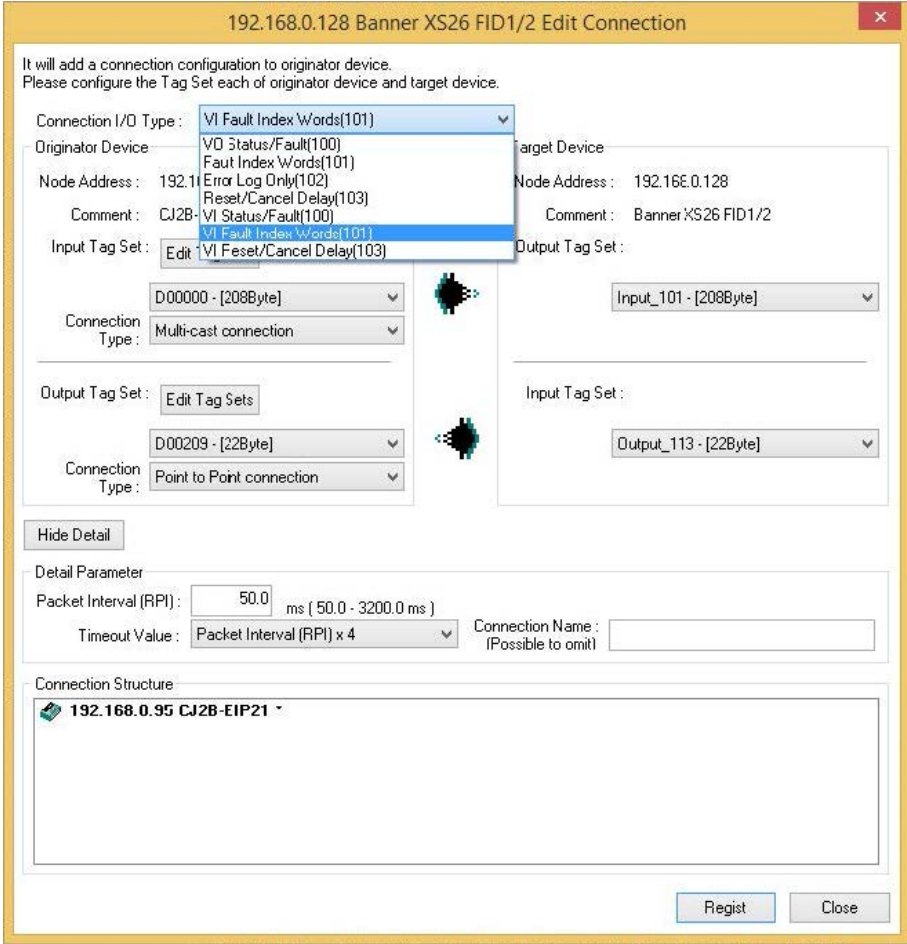 192.168.0.128 Banner XS26 FID1/2 Edit Connection
It will add a connection configuration to originator device.
Please configure the Tag Set each of originator device and target device.
Connection I/O Type : VI Fault Index Words(101)
VO Status/Fault(100)
Faut Index Words(101)
Error Log Only(102)
Reset/Cancel Delay(103)
VI Status/Fault(100)
VI Fault Index Words(101)
VI Reset/Cancel Delay(103)
Originator Device
Node Address : 192.1
Comment : CJ2B-
Input Tag Set : Edit
D00000 - [208Byte]
Connection
Type : Multi-cast connection
Output Tag Set : Edit Tag Sets
D00209 - [22Byte]
Connection
Type : Point to Point connection
arget Device
Node Address : 192.168.0.128
Comment : Banner XS26 FID1/2
Output Tag Set :
Input_101 - [208Byte]
Input Tag Set :
Output_113 - [22Byte]
Hide Detail
Detail Parameter
Packet Interval (RPI) : 50.0 ms ( 50.0 - 3200.0 ms )
Timeout Value : Packet Interval (RPI) x 4
Connection Name :
(Possible to omit)
Connection Structure
192.168.0.95 CJ2B-EIP21 *
Regist
Close